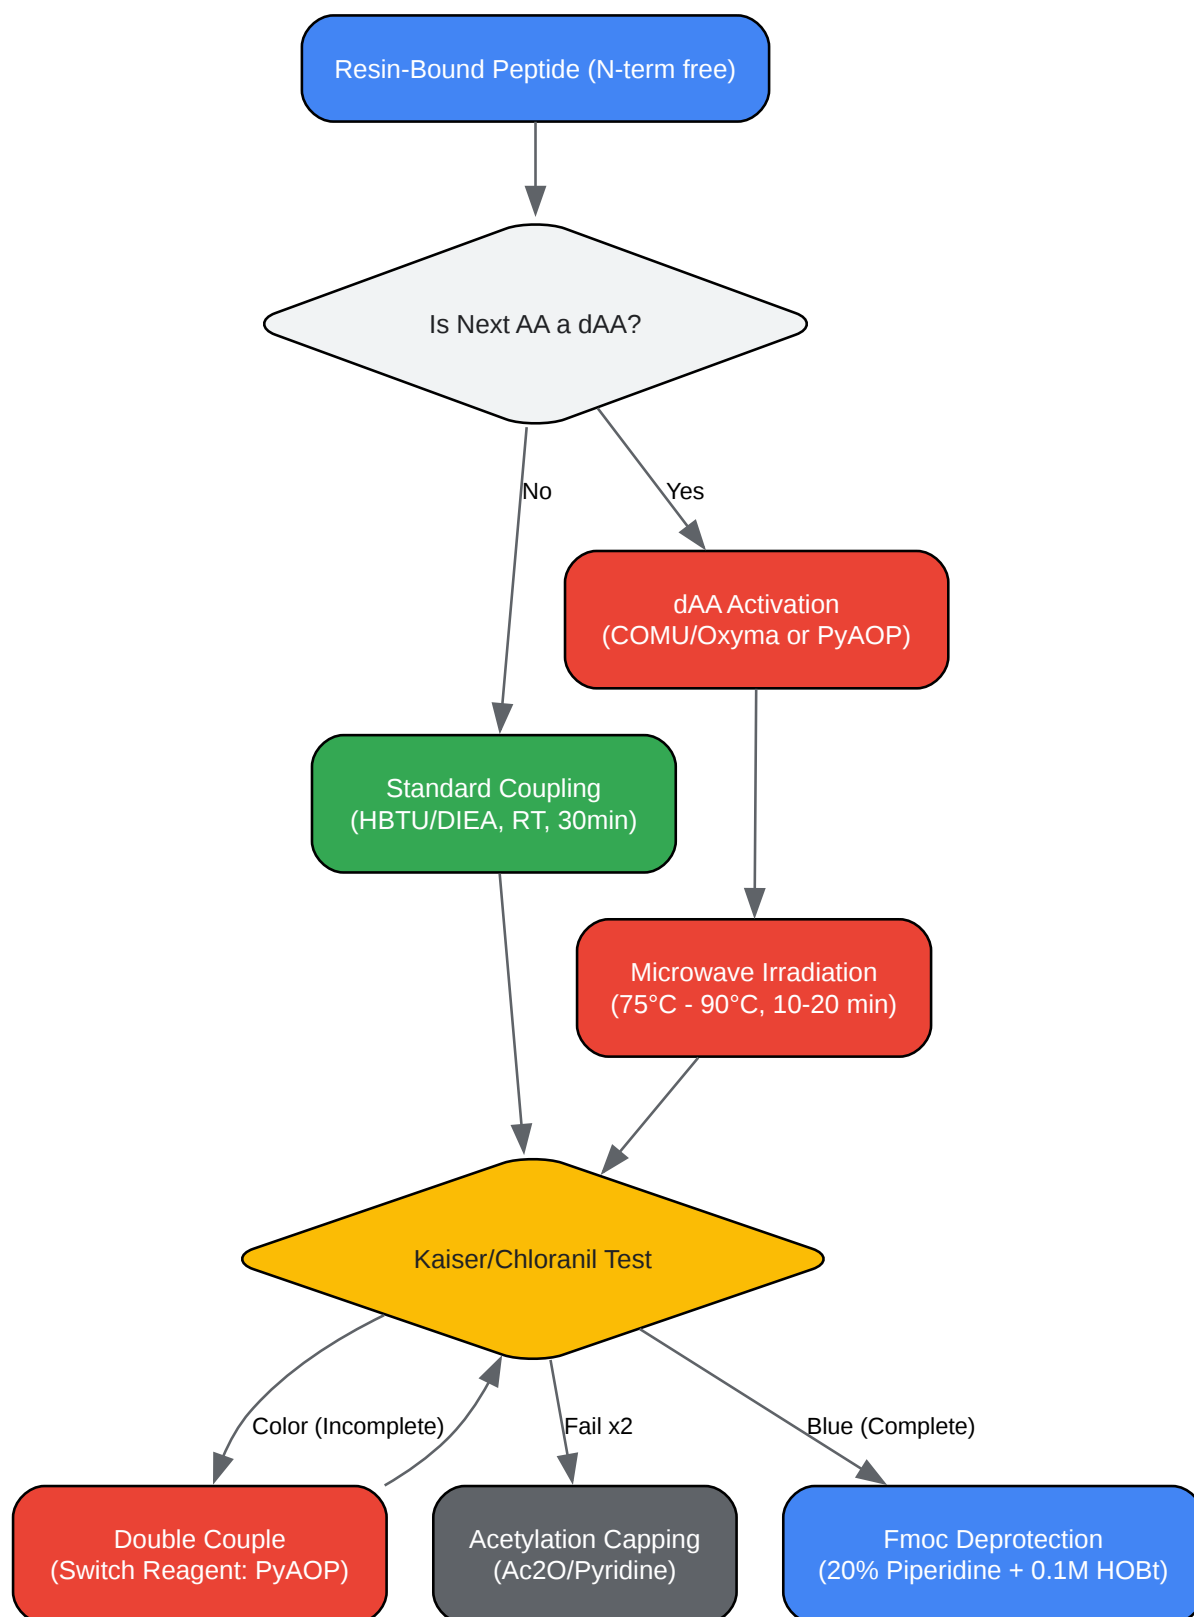 Resin-Bound Peptide (N-term free)
Is Next AA a dAA?
No
Yes
dAA Activation
(COMU/Oxyma or PyAOP)
Standard Coupling
(HBTU/DIEA, RT, 30min)
Microwave Irradiation
(75°C - 90°C, 10-20 min)
Kaiser/Chloranil Test
Color (Incomplete)
Fail x2
Blue (Complete)
Double Couple
(Switch Reagent: PyAOP)
Acetylation Capping
(Ac2O/Pyridine)
Fmoc Deprotection
(20% Piperidine + 0.1M HOBt)